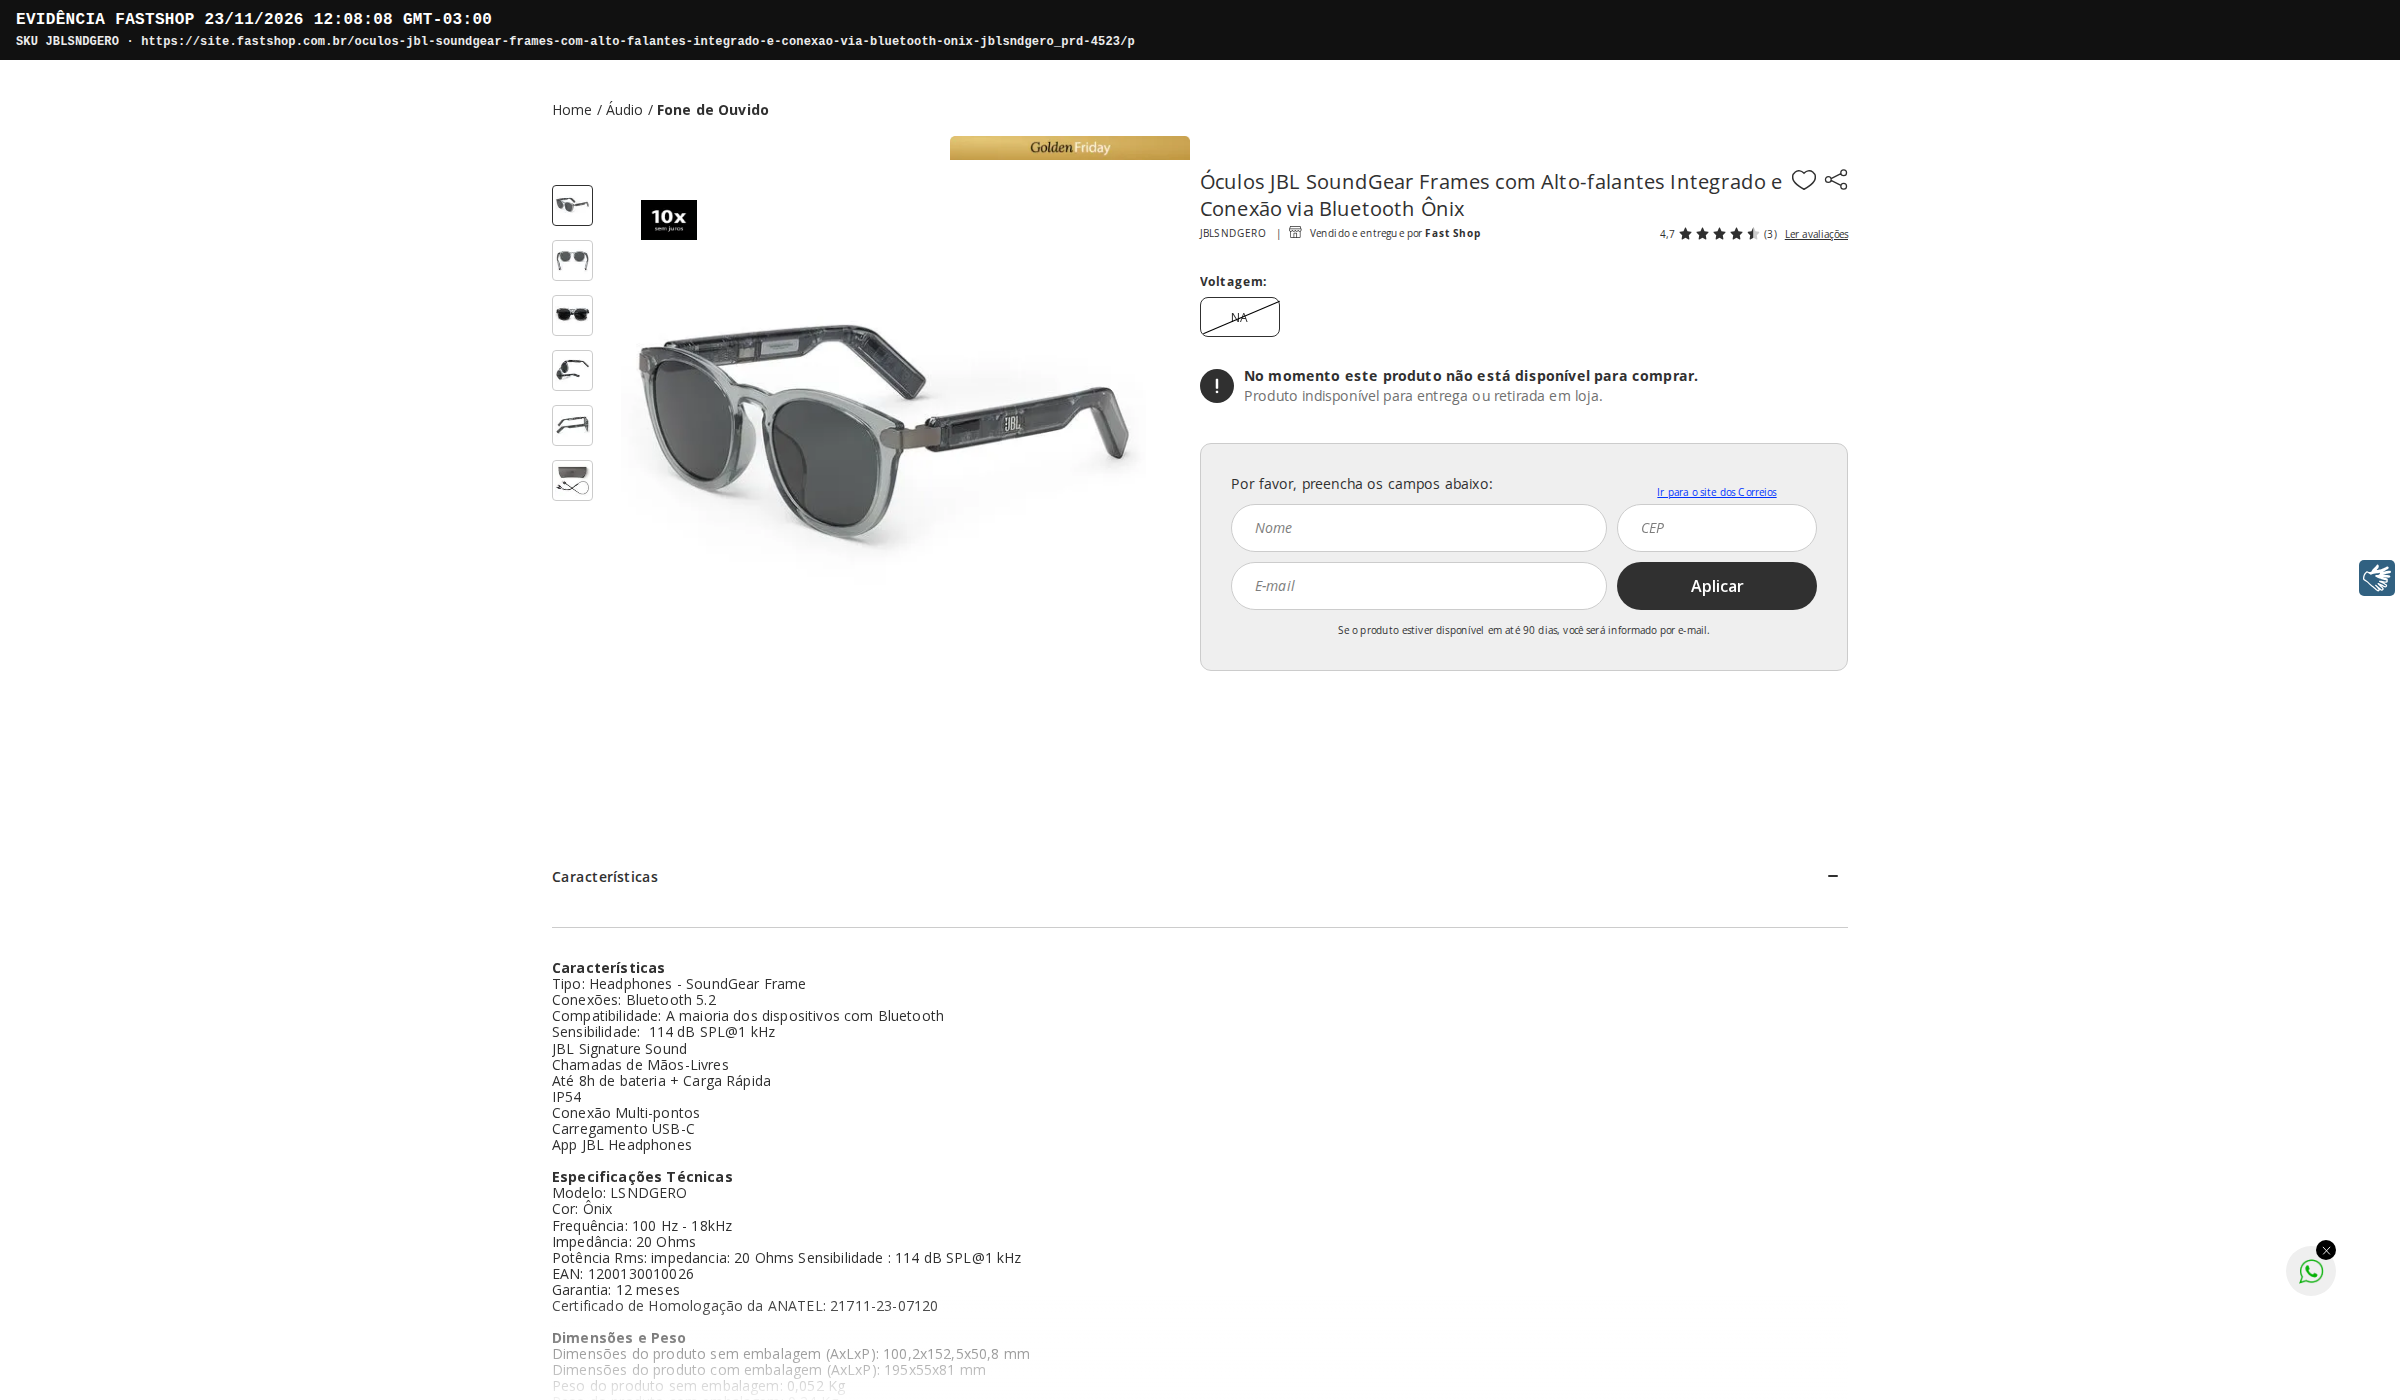 EVIDÊNCIA FASTSHOP 23/11/2026 12:08:08 GMT-03:00
SKU JBLSNDGERO · https://site.fastshop.com.br/oculos-jbl-soundgear-frames-com-alto-falantes-integrado-e-conexao-via-bluetooth-onix-jblsndgero_prd-4523/p
Home / Áudio / Fone de Ouvido
Golden Friday
10x
sem juros
JBL
Óculos JBL SoundGear Frames com Alto-falantes Integrado e
Conexão via Bluetooth Ônix
JBLSNDGERO | Vendido e entregue por Fast Shop
4,7 (3) Ler avaliações
Voltagem:
NA
No momento este produto não está disponível para comprar.
Produto indisponível para entrega ou retirada em loja.
Por favor, preencha os campos abaixo:
Ir para o site dos Correios
Nome
CEP
E-mail
Aplicar
Se o produto estiver disponível em até 90 dias, você será informado por e-mail.
Características
Características
Tipo: Headphones - SoundGear Frame
Conexões: Bluetooth 5.2
Compatibilidade: A maioria dos dispositivos com Bluetooth
Sensibilidade:  114 dB SPL@1 kHz
JBL Signature Sound
Chamadas de Mãos-Livres
Até 8h de bateria + Carga Rápida
IP54
Conexão Multi-pontos
Carregamento USB-C
App JBL Headphones
Especificações Técnicas
Modelo: LSNDGERO
Cor: Ônix
Frequência: 100 Hz - 18kHz
Impedância: 20 Ohms
Potência Rms: impedancia: 20 Ohms Sensibilidade : 114 dB SPL@1 kHz
EAN: 1200130010026
Garantia: 12 meses
Certificado de Homologação da ANATEL: 21711-23-07120
Dimensões e Peso
Dimensões do produto sem embalagem (AxLxP): 100,2x152,5x50,8 mm
Dimensões do produto com embalagem (AxLxP): 195x55x81 mm
Peso do produto sem embalagem: 0,052 Kg